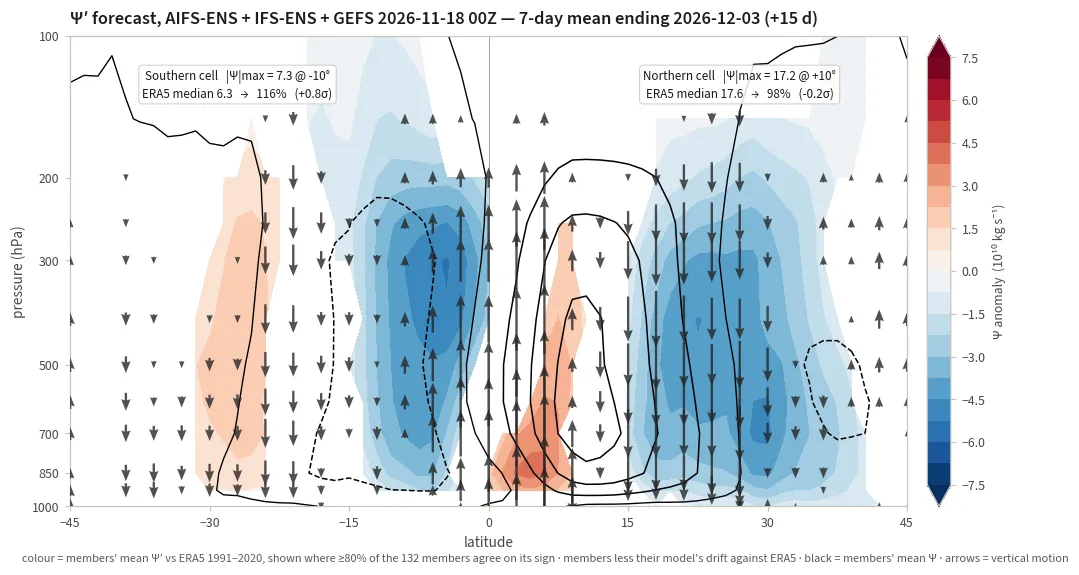 Ψ′ forecast, AIFS-ENS + IFS-ENS + GEFS 2026-11-18 00Z — 7-day mean ending 2026-12-03 (+15 d)
Southern cell |Ψ|max = 7.3 @ -10°
ERA5 median 6.3 → 116% (+0.8σ)
Northern cell |Ψ|max = 17.2 @ +10°
ERA5 median 17.6 → 98% (-0.2σ)
pressure (hPa)
100
200
300
500
700
850
1000
−45
−30
−15
0
15
30
45
latitude
7.5
6.0
4.5
3.0
1.5
0.0
−1.5
−3.0
−4.5
−6.0
−7.5
Ψ anomaly (10¹⁰ kg s⁻¹)
colour = members' mean Ψ′ vs ERA5 1991–2020, shown where ≥80% of the 132 members agree on its sign · members less their model's drift against ERA5 · black = members' mean Ψ · arrows = vertical motion